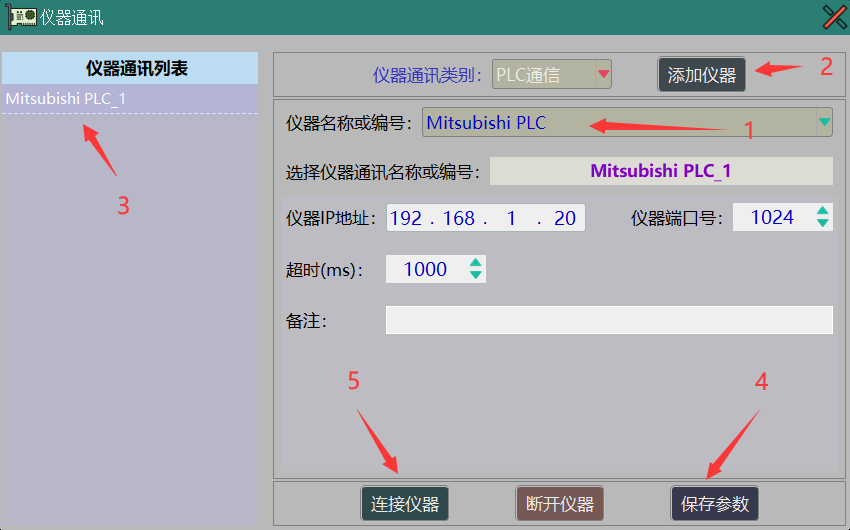 仪器通讯
仪器通讯列表
Mitsubishi PLC_1
3
仪器通讯类别: PLC通信 添加仪器 2
仪器名称或编号: Mitsubishi PLC 1
选择仪器通讯名称或编号: Mitsubishi PLC_1
仪器IP地址: 192 . 168 . 1 . 20 仪器端口号: 1024
超时(ms): 1000
备注:
5 4
连接仪器 断开仪器 保存参数